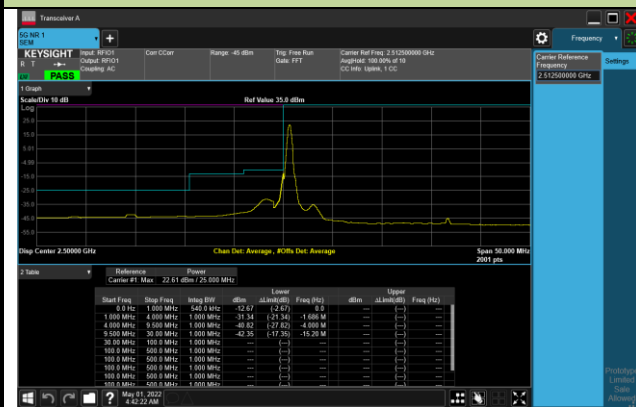 Transceiver A
5G NR 1
SEM
Frequency
KEYSIGHT Input: RFIO1 Corr CCorr Range: -45 dBm Trig: Free Run Carrier Ref Freq: 2.512500000 GHz
R T Output: RFIO1 Gate: FFT Avg|Hold: 100.00% of 10
Coupling: AC CC Info: Uplink, 1 CC
PASS
Carrier Reference Frequency
2.512500000 GHz
Settings
1 Graph
Scale/Div 10 dB Ref Value 35.0 dBm
Log
25.0
15.0
5.00
-4.99
-15.0
-25.0
-35.0
-45.0
-55.0
Disp Center 2.50000 GHz Chan Det: Average , #Offs Det: Average Span 50.000 MHz
2001 pts
2 Table
Reference Power
Carrier #1 Max 22.61 dBm / 25.000 MHz
Lower Upper
Start Freq Stop Freq Integ BW dBm ΔLimit(dB) Freq (Hz) dBm ΔLimit(dB) Freq (Hz)
0.0 Hz 1.000 MHz 540.0 kHz -12.67 (-2.67) 0.0 --- (---) ---
1.000 MHz 4.000 MHz 1.000 MHz -31.34 (-21.34) -1.686 M --- (---) ---
4.000 MHz 9.500 MHz 1.000 MHz -40.82 (-27.82) -4.000 M --- (---) ---
9.500 MHz 30.00 MHz 1.000 MHz -42.35 (-17.35) -15.20 M --- (---) ---
30.00 MHz 100.0 MHz 1.000 MHz --- (---) --- --- (---) ---
100.0 MHz 500.0 MHz 1.000 MHz --- (---) --- --- (---) ---
100.0 MHz 500.0 MHz 1.000 MHz --- (---) --- --- (---) ---
100.0 MHz 500.0 MHz 1.000 MHz --- (---) --- --- (---) ---
100.0 MHz 500.0 MHz 1.000 MHz --- (---) --- --- (---) ---
May 01, 2022
4:42:22 AM
Prototype
Limited
Sale
Allowed